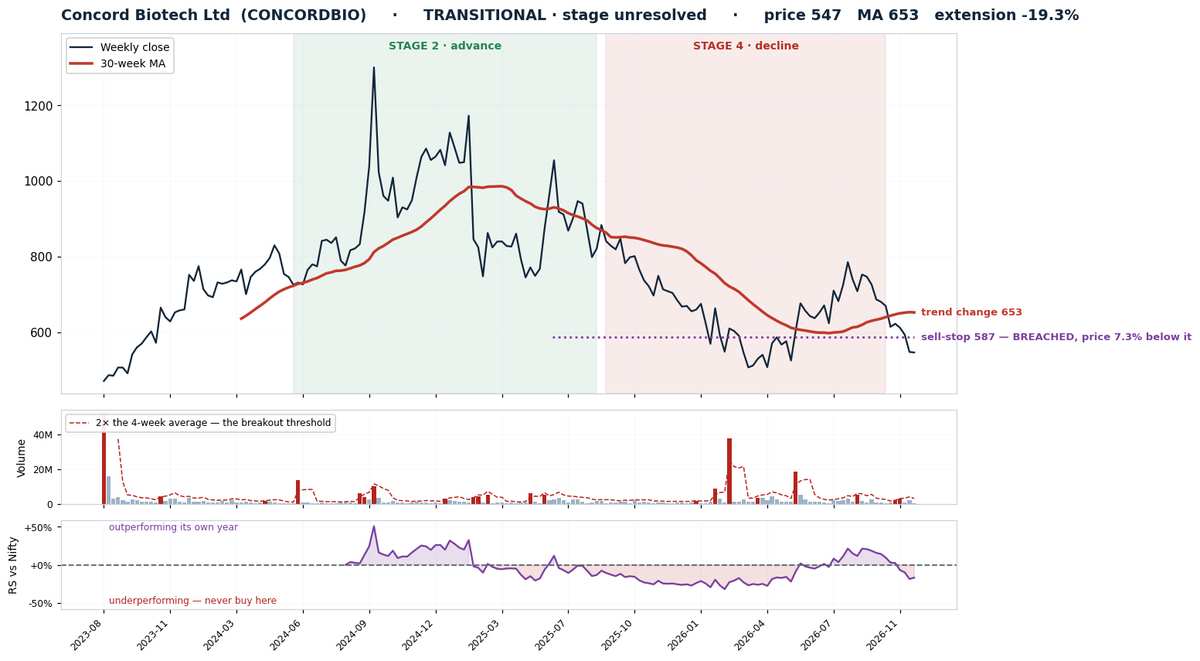 Concord Biotech Ltd (CONCORDBIO) · TRANSITIONAL · stage unresolved · price 547 MA 653 extension -19.3%
Weekly close
30-week MA
STAGE 2 · advance
STAGE 4 · decline
1200
1000
800
600
trend change 653
sell-stop 587 — BREACHED, price 7.3% below it
2× the 4-week average — the breakout threshold
Volume
40M
20M
0
RS vs Nifty
+50%
+0%
-50%
outperforming its own year
underperforming — never buy here
2023-08
2023-11
2024-03
2024-06
2024-09
2024-12
2025-03
2025-07
2025-10
2026-01
2026-04
2026-07
2026-11